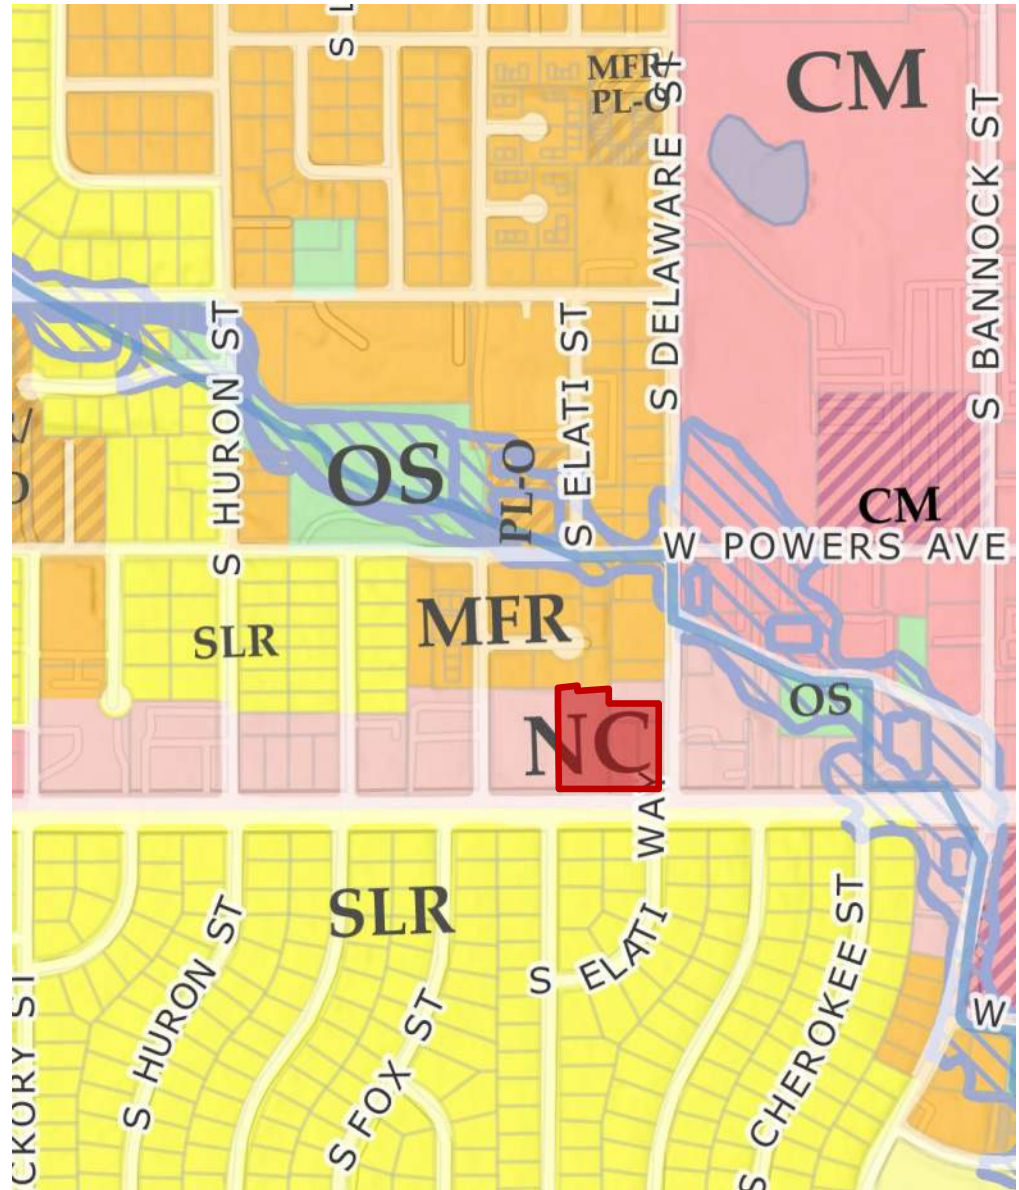 S L
MFR/
PL-O
CM
S DELAWARE ST
S BANNOCK ST
S HURON ST
S ELATI ST
OS
PL-O
CM
W POWERS AVE
MFR
SLR
OS
NC
WAY
SLR
S ELATI
S HURON ST
S FOX ST
S CHEROKEE ST
CKORY ST
W
S